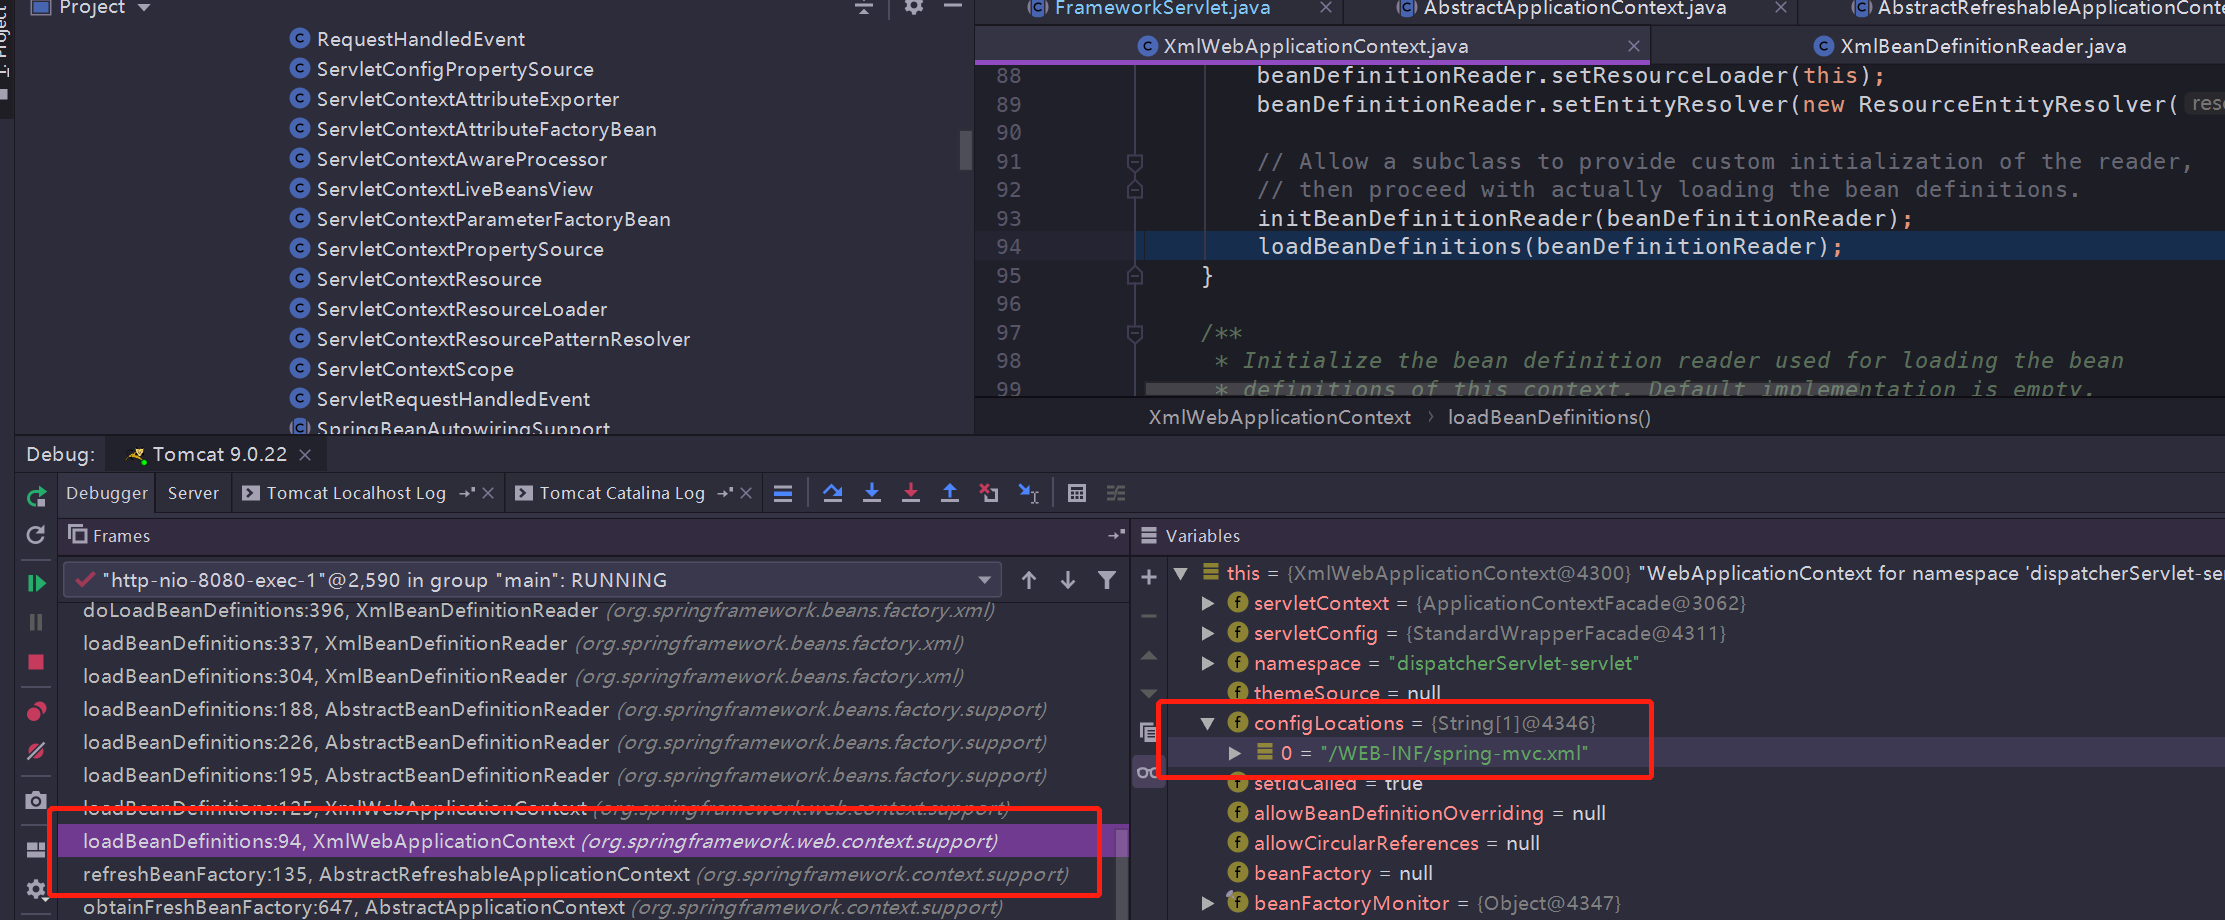 Project
1: Project
RequestHandledEvent
ServletConfigPropertySource
ServletContextAttributeExporter
ServletContextAttributeFactoryBean
ServletContextAwareProcessor
ServletContextLiveBeansView
ServletContextParameterFactoryBean
ServletContextPropertySource
ServletContextResource
ServletContextResourceLoader
ServletContextResourcePatternResolver
ServletContextScope
ServletRequestHandledEvent
SpringBeanAutowiringSupport
FrameworkServlet.java
AbstractApplicationContext.java
AbstractRefreshableApplicationConte
XmlWebApplicationContext.java
XmlBeanDefinitionReader.java
88 beanDefinitionReader.setResourceLoader(this);
89 beanDefinitionReader.setEntityResolver(new ResourceEntityResolver( reso
90
91 // Allow a subclass to provide custom initialization of the reader,
92 // then proceed with actually loading the bean definitions.
93 initBeanDefinitionReader(beanDefinitionReader);
94 loadBeanDefinitions(beanDefinitionReader);
95 }
96
97 /**
98 * Initialize the bean definition reader used for loading the bean
99 * definitions of this context. Default implementation is empty.
XmlWebApplicationContext › loadBeanDefinitions()
Debug: Tomcat 9.0.22
Debugger Server Tomcat Localhost Log Tomcat Catalina Log
Frames
"http-nio-8080-exec-1"@2,590 in group "main": RUNNING
doLoadBeanDefinitions:396, XmlBeanDefinitionReader (org.springframework.beans.factory.xml)
loadBeanDefinitions:337, XmlBeanDefinitionReader (org.springframework.beans.factory.xml)
loadBeanDefinitions:304, XmlBeanDefinitionReader (org.springframework.beans.factory.xml)
loadBeanDefinitions:188, AbstractBeanDefinitionReader (org.springframework.beans.factory.support)
loadBeanDefinitions:226, AbstractBeanDefinitionReader (org.springframework.beans.factory.support)
loadBeanDefinitions:195, AbstractBeanDefinitionReader (org.springframework.beans.factory.support)
loadBeanDefinitions:125, XmlWebApplicationContext (org.springframework.web.context.support)
loadBeanDefinitions:94, XmlWebApplicationContext (org.springframework.web.context.support)
refreshBeanFactory:135, AbstractRefreshableApplicationContext (org.springframework.context.support)
obtainFreshBeanFactory:647, AbstractApplicationContext (org.springframework.context.support)
Variables
this = {XmlWebApplicationContext@4300} "WebApplicationContext for namespace 'dispatcherServlet-se
servletContext = {ApplicationContextFacade@3062}
servletConfig = {StandardWrapperFacade@4311}
namespace = "dispatcherServlet-servlet"
themeSource = null
configLocations = {String[1]@4346}
0 = "/WEB-INF/spring-mvc.xml"
setIdCalled = true
allowBeanDefinitionOverriding = null
allowCircularReferences = null
beanFactory = null
beanFactoryMonitor = {Object@4347}